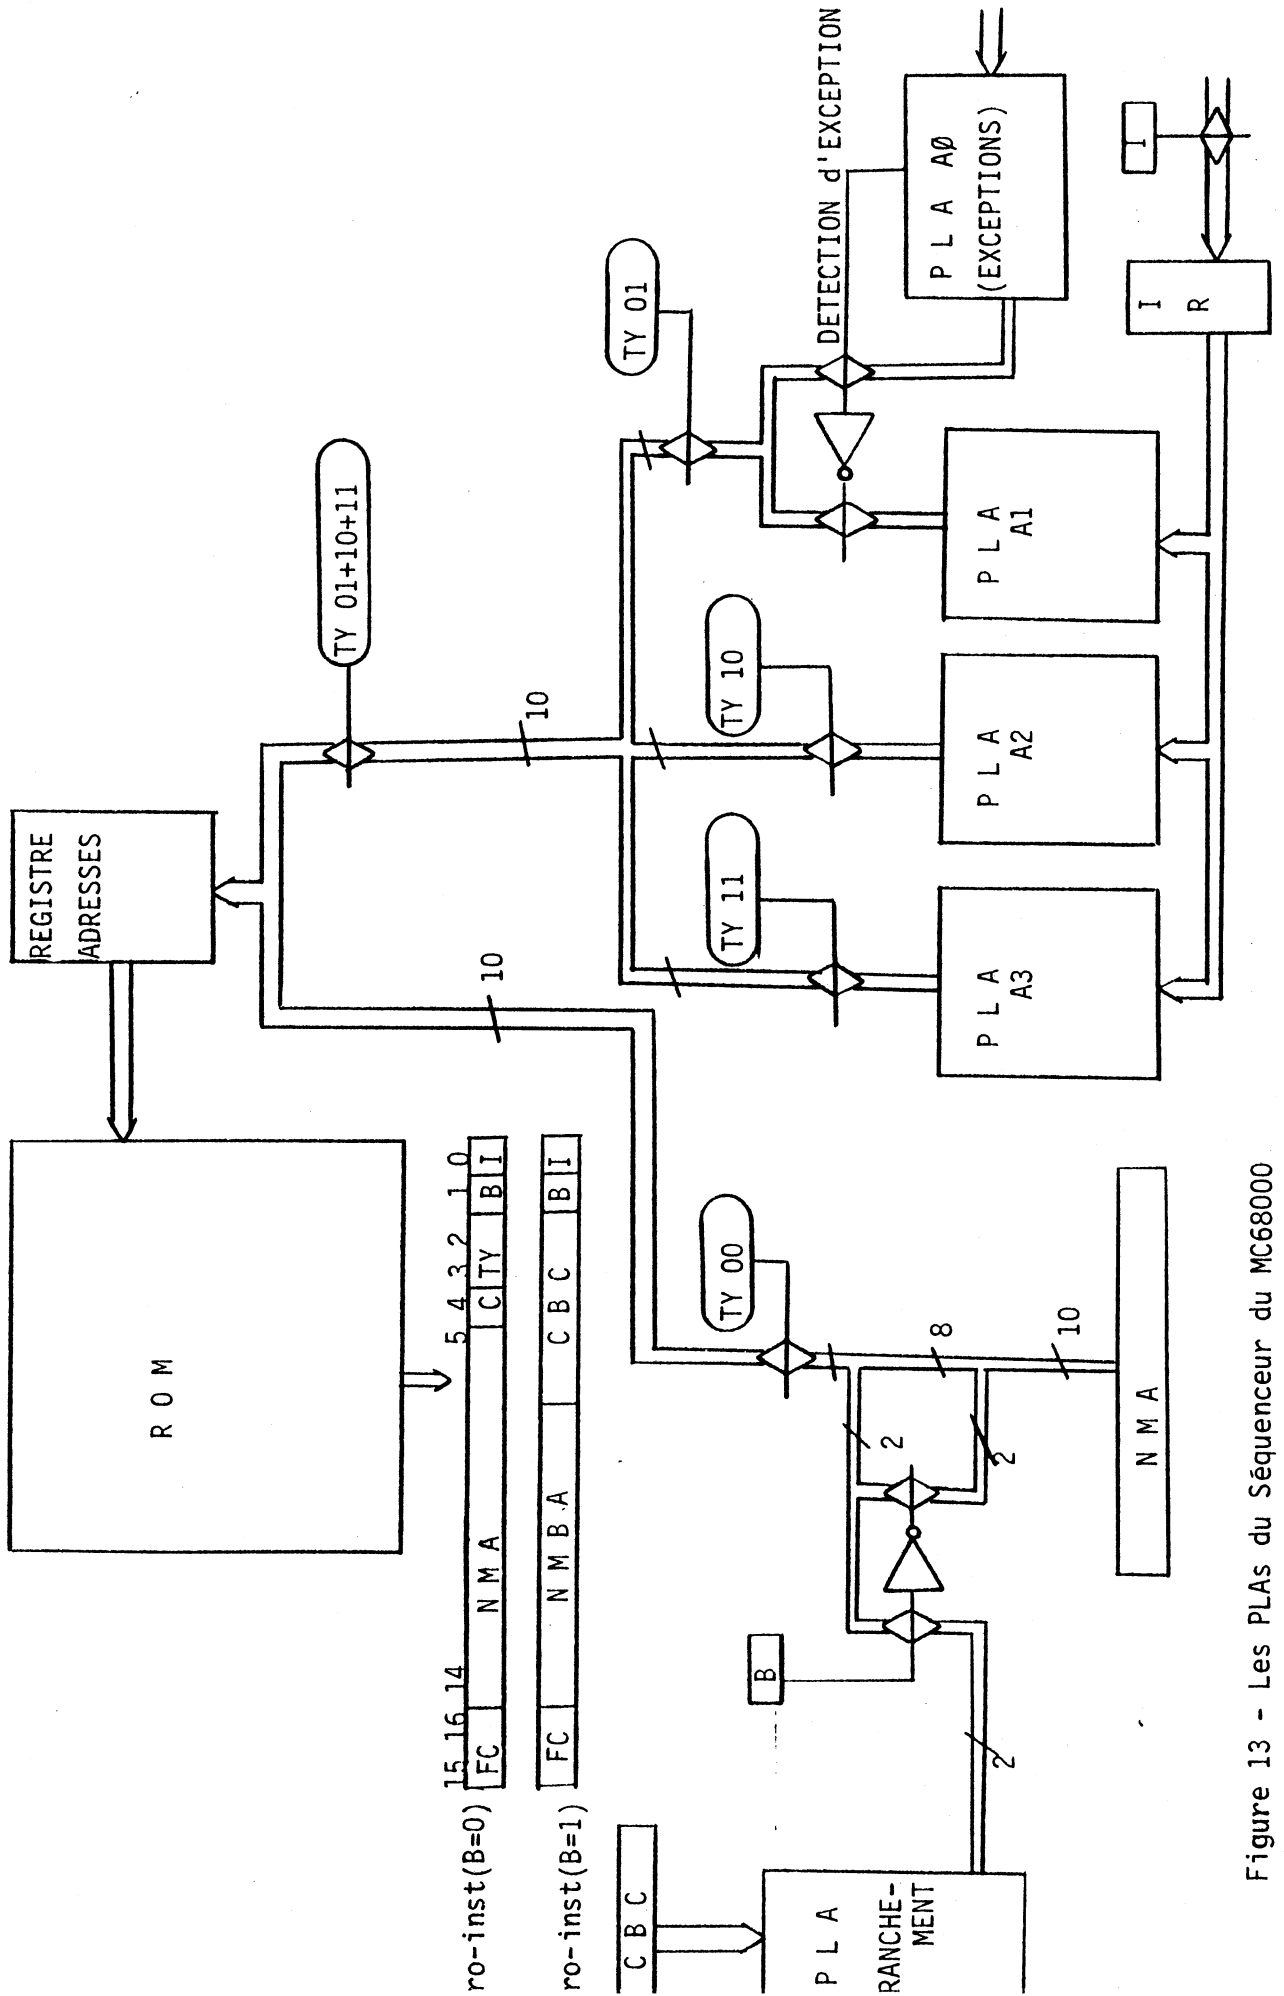 REGISTRE
ADRESSES
R O M
TY 01+10+11
10
10
TY 01
DETECTION d'EXCEPTION
P L A AØ
(EXCEPTIONS)
TY 10
TY 11
P L A
A1
P L A
A2
P L A
A3
I
R
I
15 16 14 5 4 3 2 1 0
ro-inst(B=0) FC N M A C TY B I
ro-inst(B=1) FC N M B A C B C B I
C B C
P L A
RANCHE-
MENT
B
TY 00
2
2
2
8
10
N M A
Figure 13 - Les PLAs du Séquenceur du MC68000